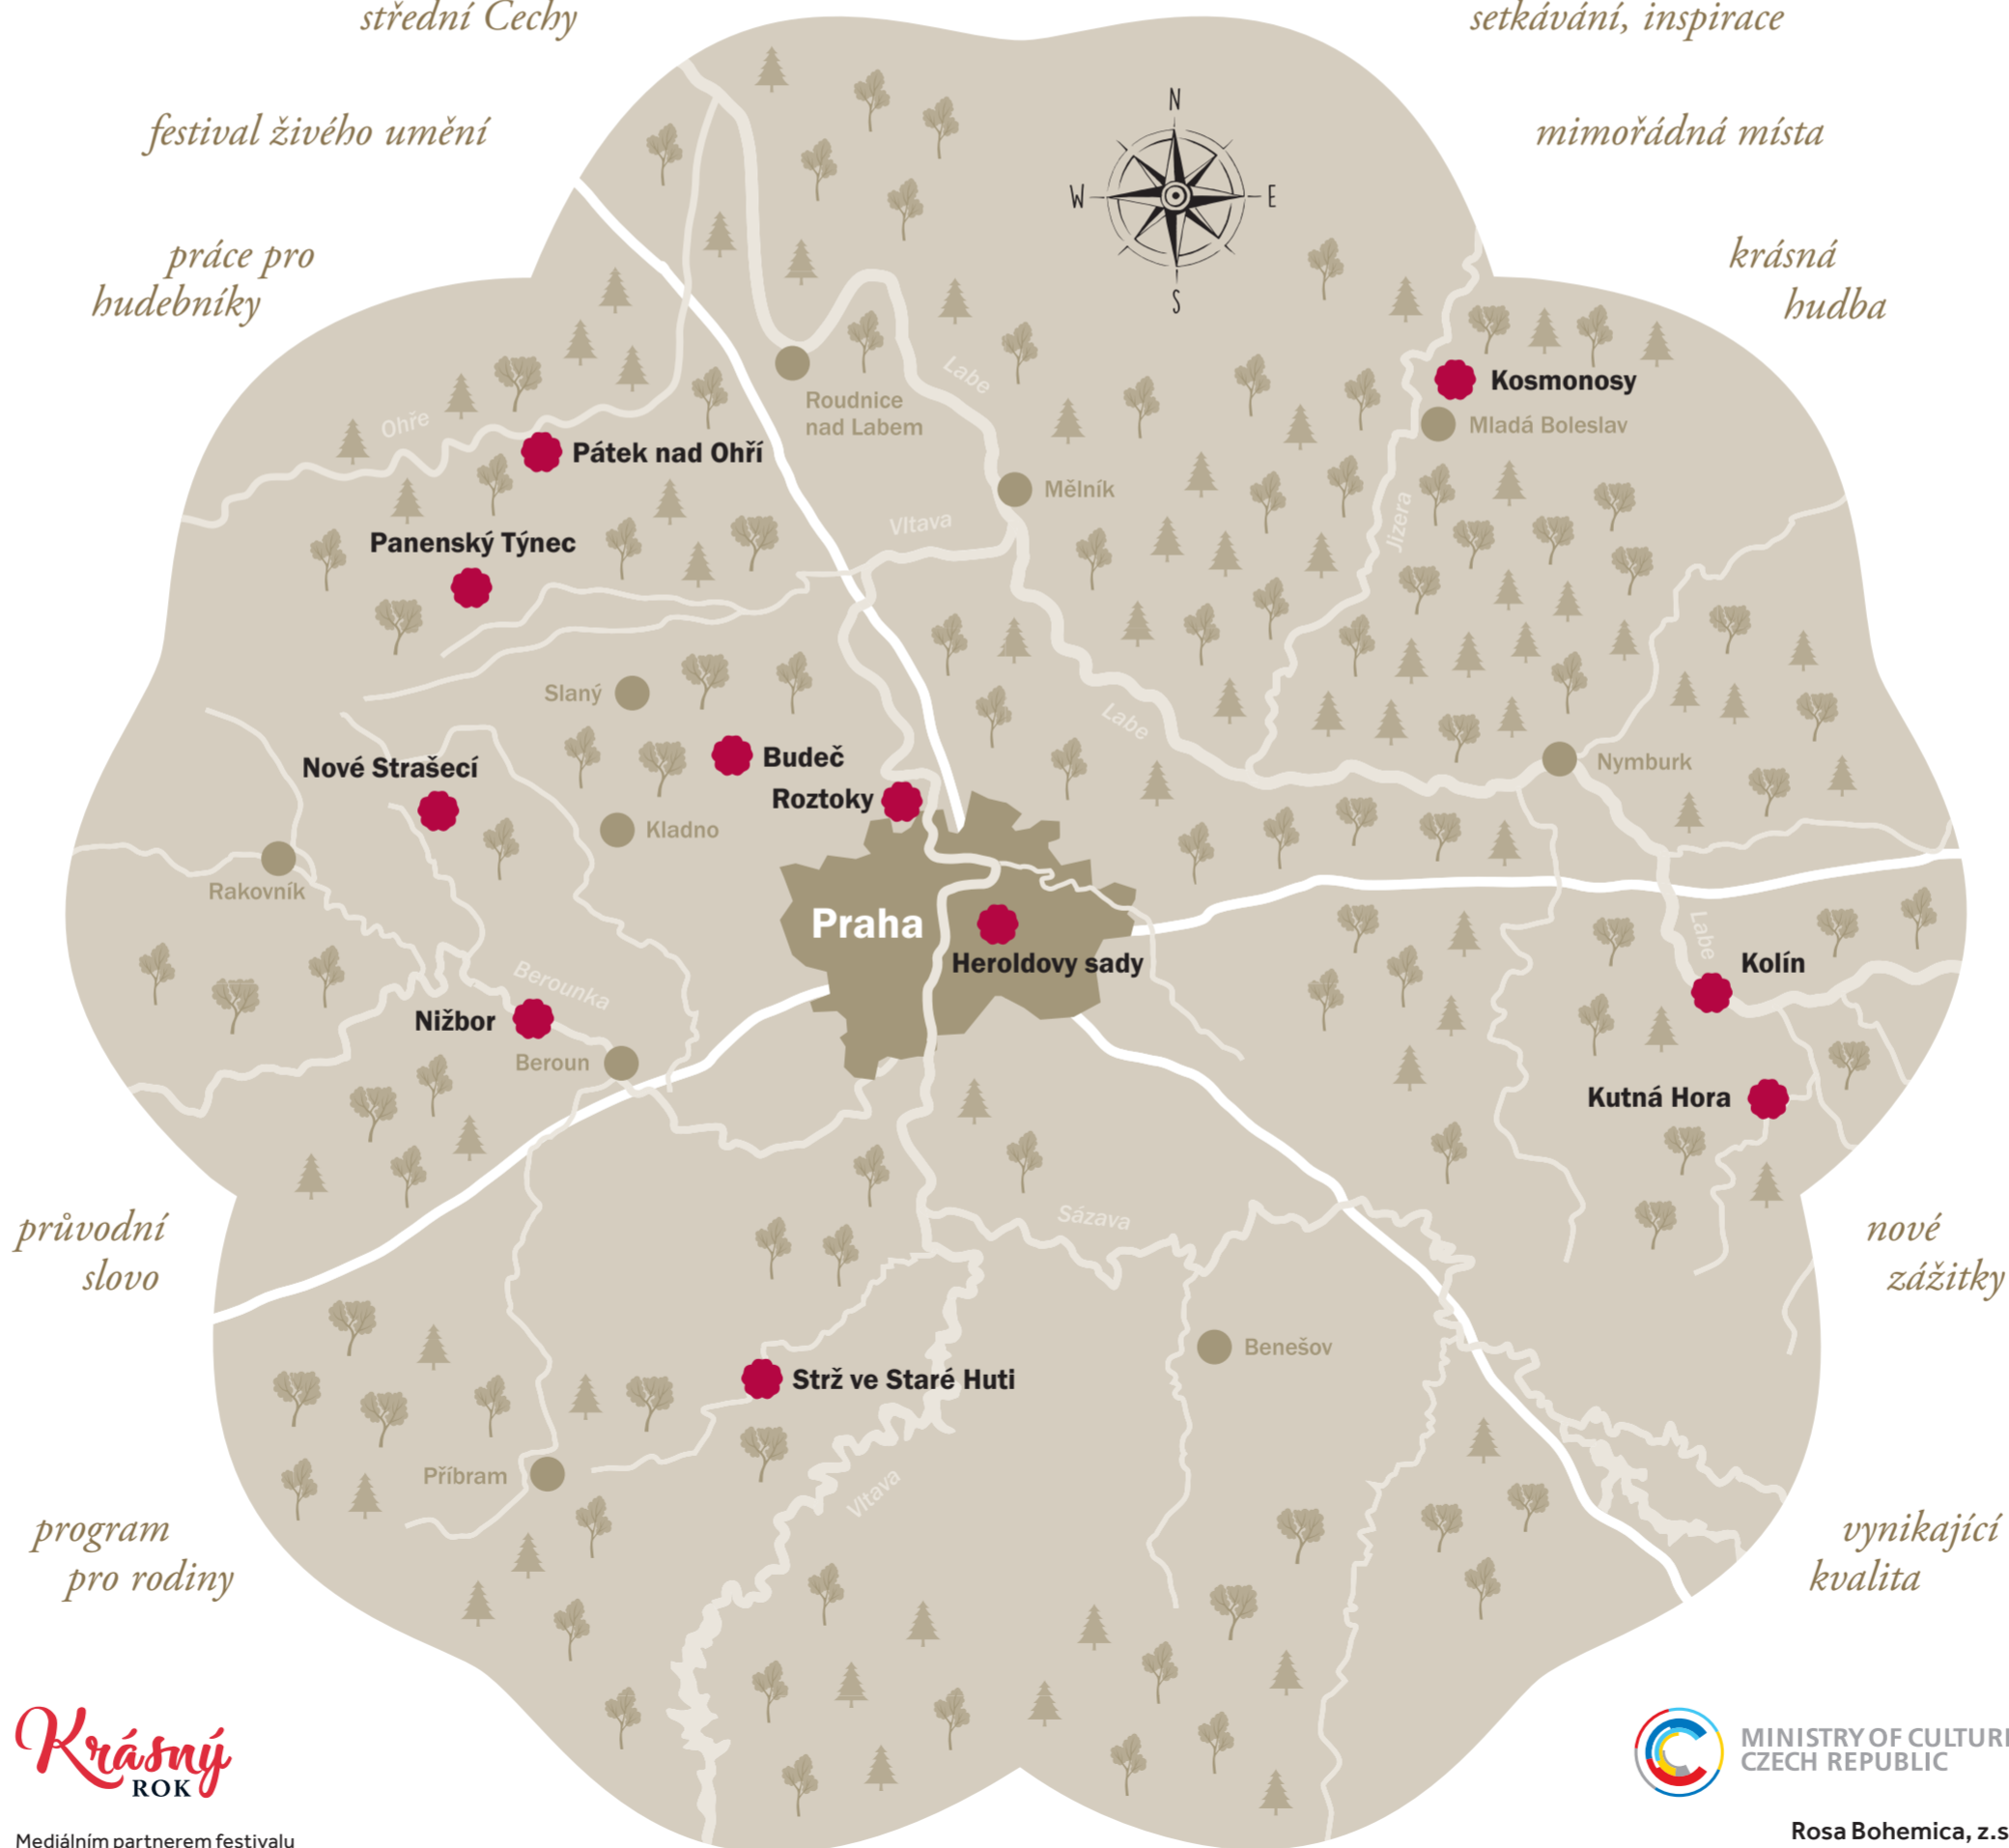 střední Čechy
setkávání, inspirace
festival živého umění
mimořádná místa
práce pro
hudebníky
krásná
hudba
N
W
E
S
Kosmonosy
Mladá Boleslav
Roudnice
nad Labem
Labe
Ohře
Pátek nad Ohří
Mělník
Jizera
Vltava
Panenský Týnec
Slaný
Labe
Nové Strašecí
Budeč
Nymburk
Roztoky
Kladno
Rakovník
Praha
Heroldovy sady
Labe
Kolín
Berounka
Nižbor
Beroun
Kutná Hora
Sázava
průvodní
slovo
nové
zážitky
Benešov
Strž ve Staré Huti
Příbram
Vltava
program
pro rodiny
vynikající
kvalita
Krásný
ROK
MINISTRY OF CULTURE
CZECH REPUBLIC
Mediálním partnerem festivalu
Rosa Bohemica, z.s